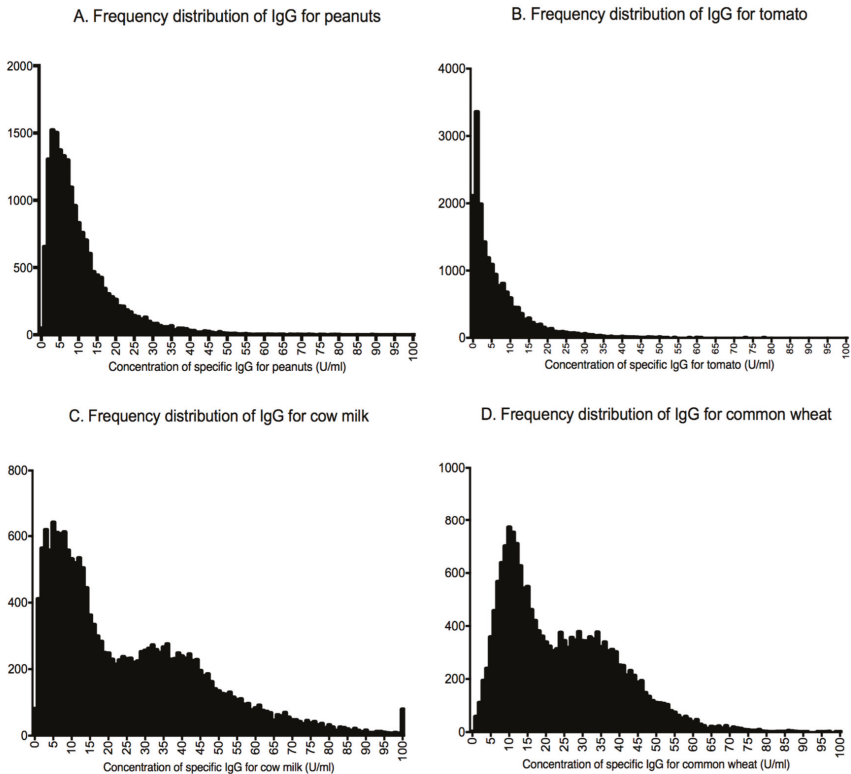 A. Frequency distribution of IgG for peanuts
2000
1500
1000
500
0
0 5 10 15 20 25 30 35 40 45 50 55 60 65 70 75 80 85 90 95 100
Concentration of specific IgG for peanuts (U/ml)
B. Frequency distribution of IgG for tomato
4000
3000
2000
1000
0
0 5 10 15 20 25 30 35 40 45 50 55 60 65 70 75 80 85 90 95 100
Concentration of specific IgG for tomato (U/ml)
C. Frequency distribution of IgG for cow milk
800
600
400
200
0
0 5 10 15 20 25 30 35 40 45 50 55 60 65 70 75 80 85 90 95 100
Concentration of specific IgG for cow milk (U/ml)
D. Frequency distribution of IgG for common wheat
1000
800
600
400
200
0
0 5 10 15 20 25 30 35 40 45 50 55 60 65 70 75 80 85 90 95 100
Concentration of specific IgG for common wheat (U/ml)